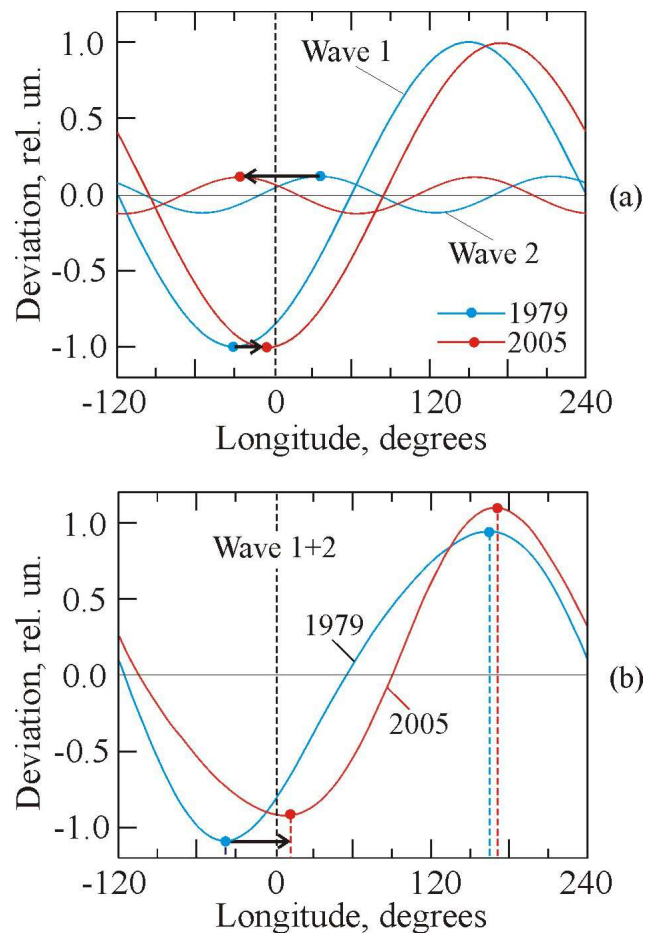 1.0
Wave 1
0.5
0.0
(a)
Wave 2
-0.5
1979
-1.0
2005
-120
0
120
240
Longitude, degrees
Deviation, rel. un.
1.0
Wave 1+2
0.5
1979
0.0
(b)
2005
-0.5
-1.0
-120
0
120
240
Longitude, degrees
Deviation, rel. un.